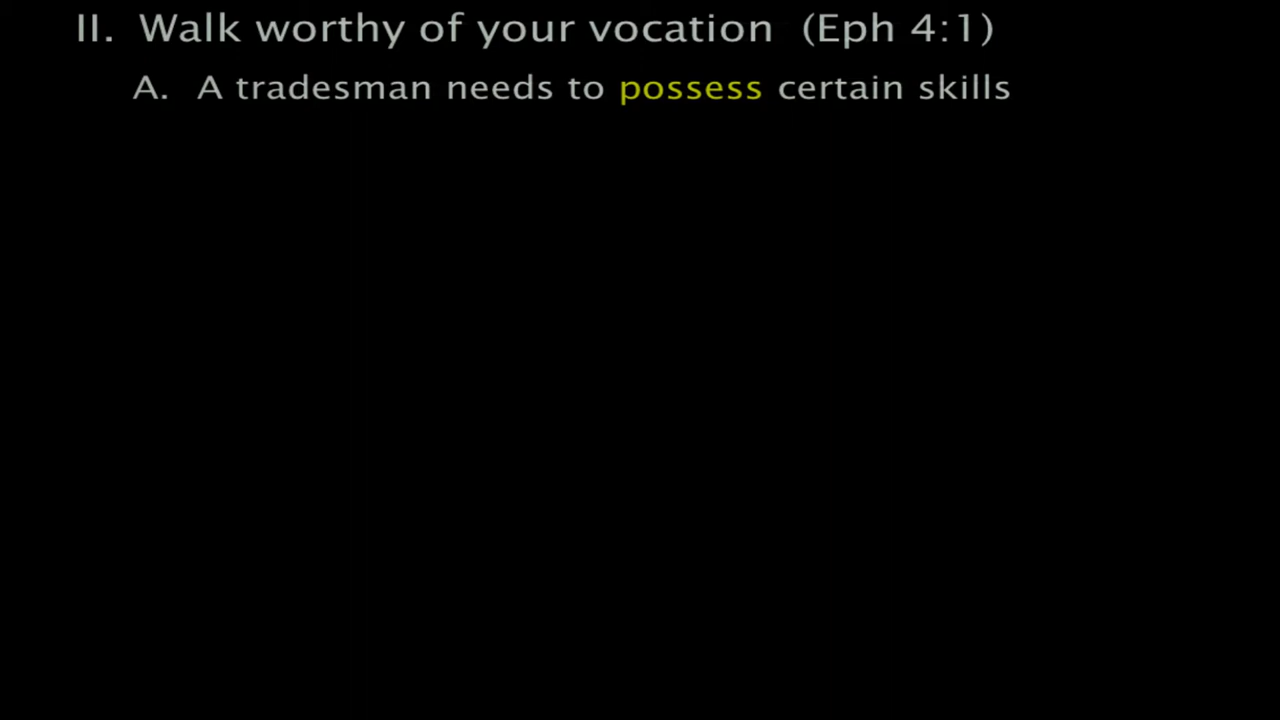 II. Walk worthy of your vocation (Eph 4:1)
A. A tradesman needs to possess certain skills